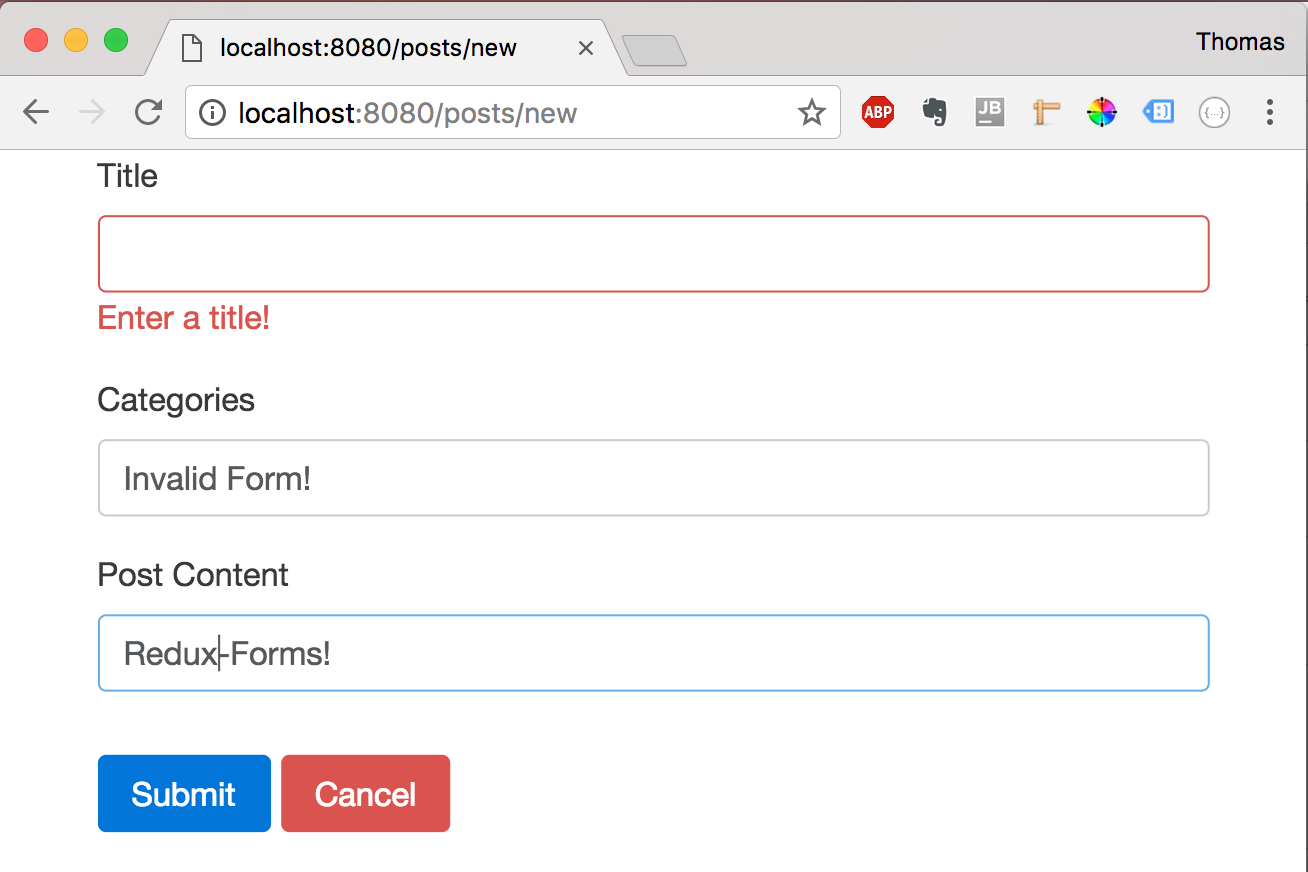 localhost:8080/posts/new
Thomas
localhost:8080/posts/new
ABP
JB
{...}
Title
Enter a title!
Categories
Invalid Form!
Post Content
Redux-Forms!
Submit Cancel